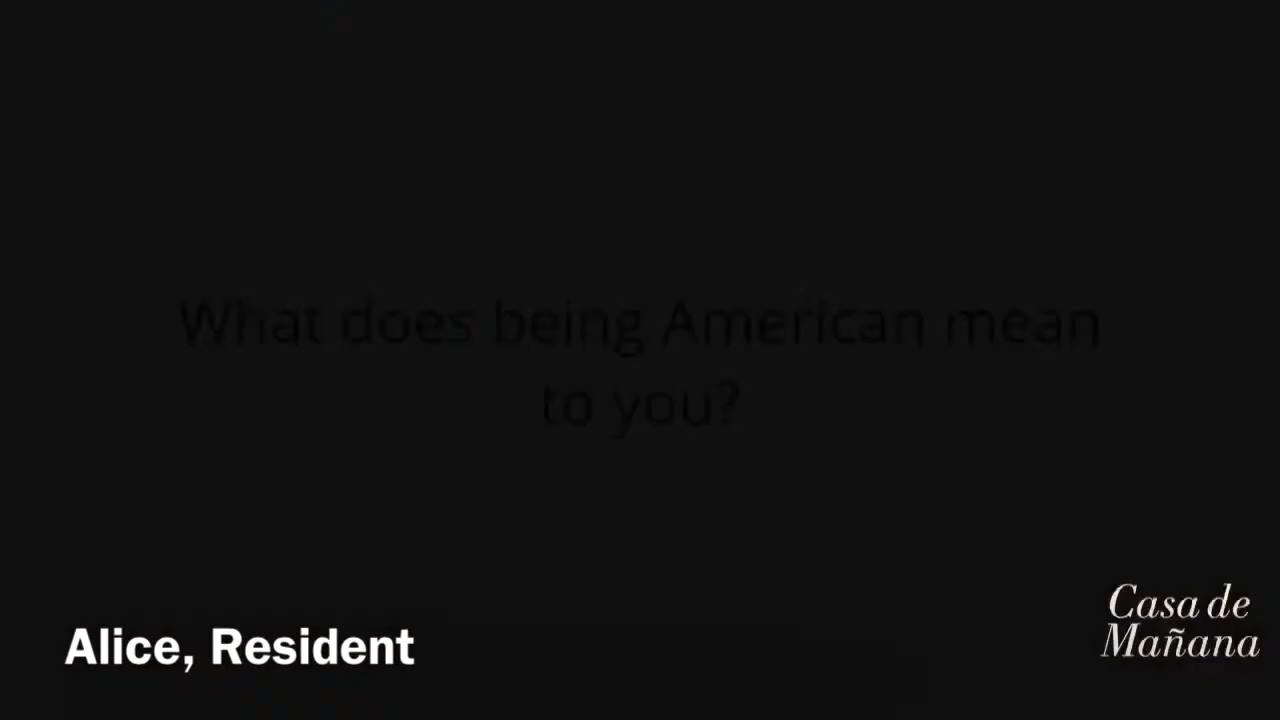 What does being American mean
to you?
Alice, Resident
Casa de
Mañana